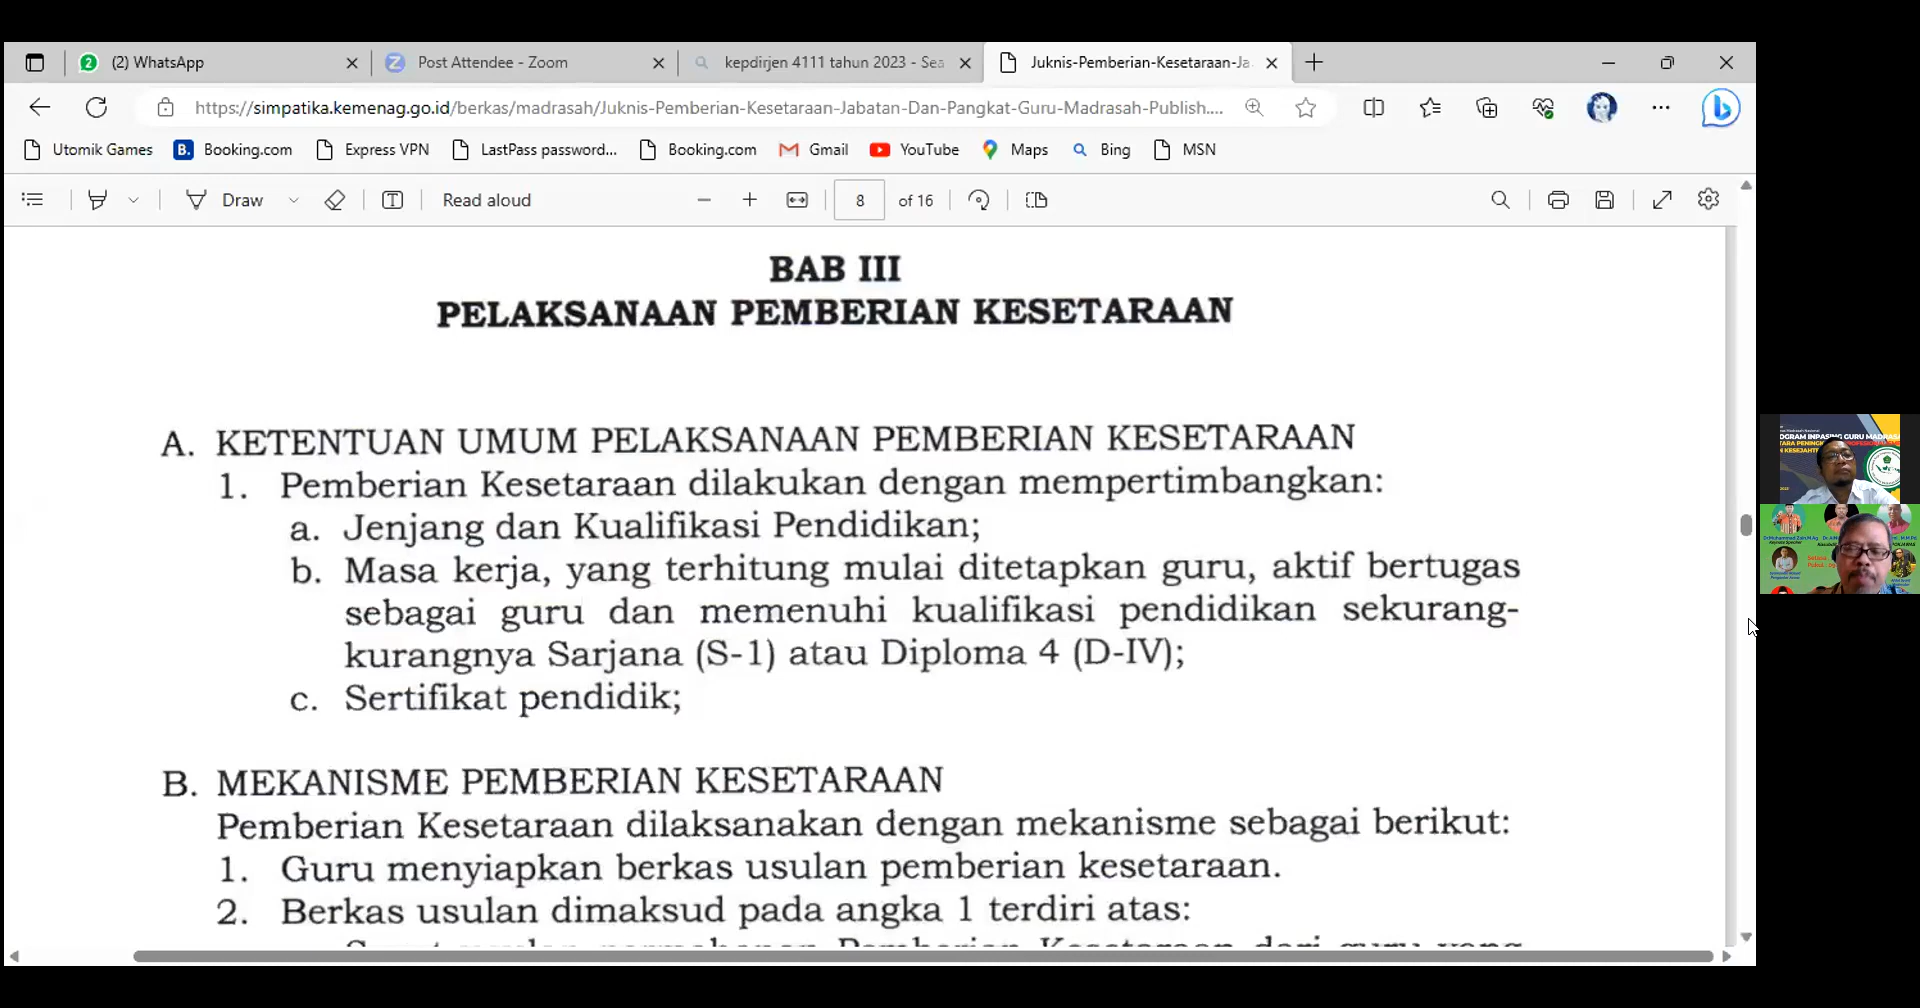 (2) WhatsApp
Post Attendee - Zoom
kepdirjen 4111 tahun 2023 - Sea
Juknis-Pemberian-Kesetaraan-Ja
https://simpatika.kemenag.go.id/berkas/madrasah/Juknis-Pemberian-Kesetaraan-Jabatan-Dan-Pangkat-Guru-Madrasah-Publish....
Utomik Games
B. Booking.com
Express VPN
LastPass password...
Booking.com
Gmail
YouTube
Maps
Bing
MSN
Draw
Read aloud
8 of 16
BAB III
PELAKSANAAN PEMBERIAN KESETARAAN
A. KETENTUAN UMUM PELAKSANAAN PEMBERIAN KESETARAAN
1. Pemberian Kesetaraan dilakukan dengan mempertimbangkan:
a. Jenjang dan Kualifikasi Pendidikan;
b. Masa kerja, yang terhitung mulai ditetapkan guru, aktif bertugas
sebagai guru dan memenuhi kualifikasi pendidikan sekurang-
kurangnya Sarjana (S-1) atau Diploma 4 (D-IV);
c. Sertifikat pendidik;
B. MEKANISME PEMBERIAN KESETARAAN
Pemberian Kesetaraan dilaksanakan dengan mekanisme sebagai berikut:
1. Guru menyiapkan berkas usulan pemberian kesetaraan.
2. Berkas usulan dimaksud pada angka 1 terdiri atas:
Pemberian Kesetaraan dari guru yang